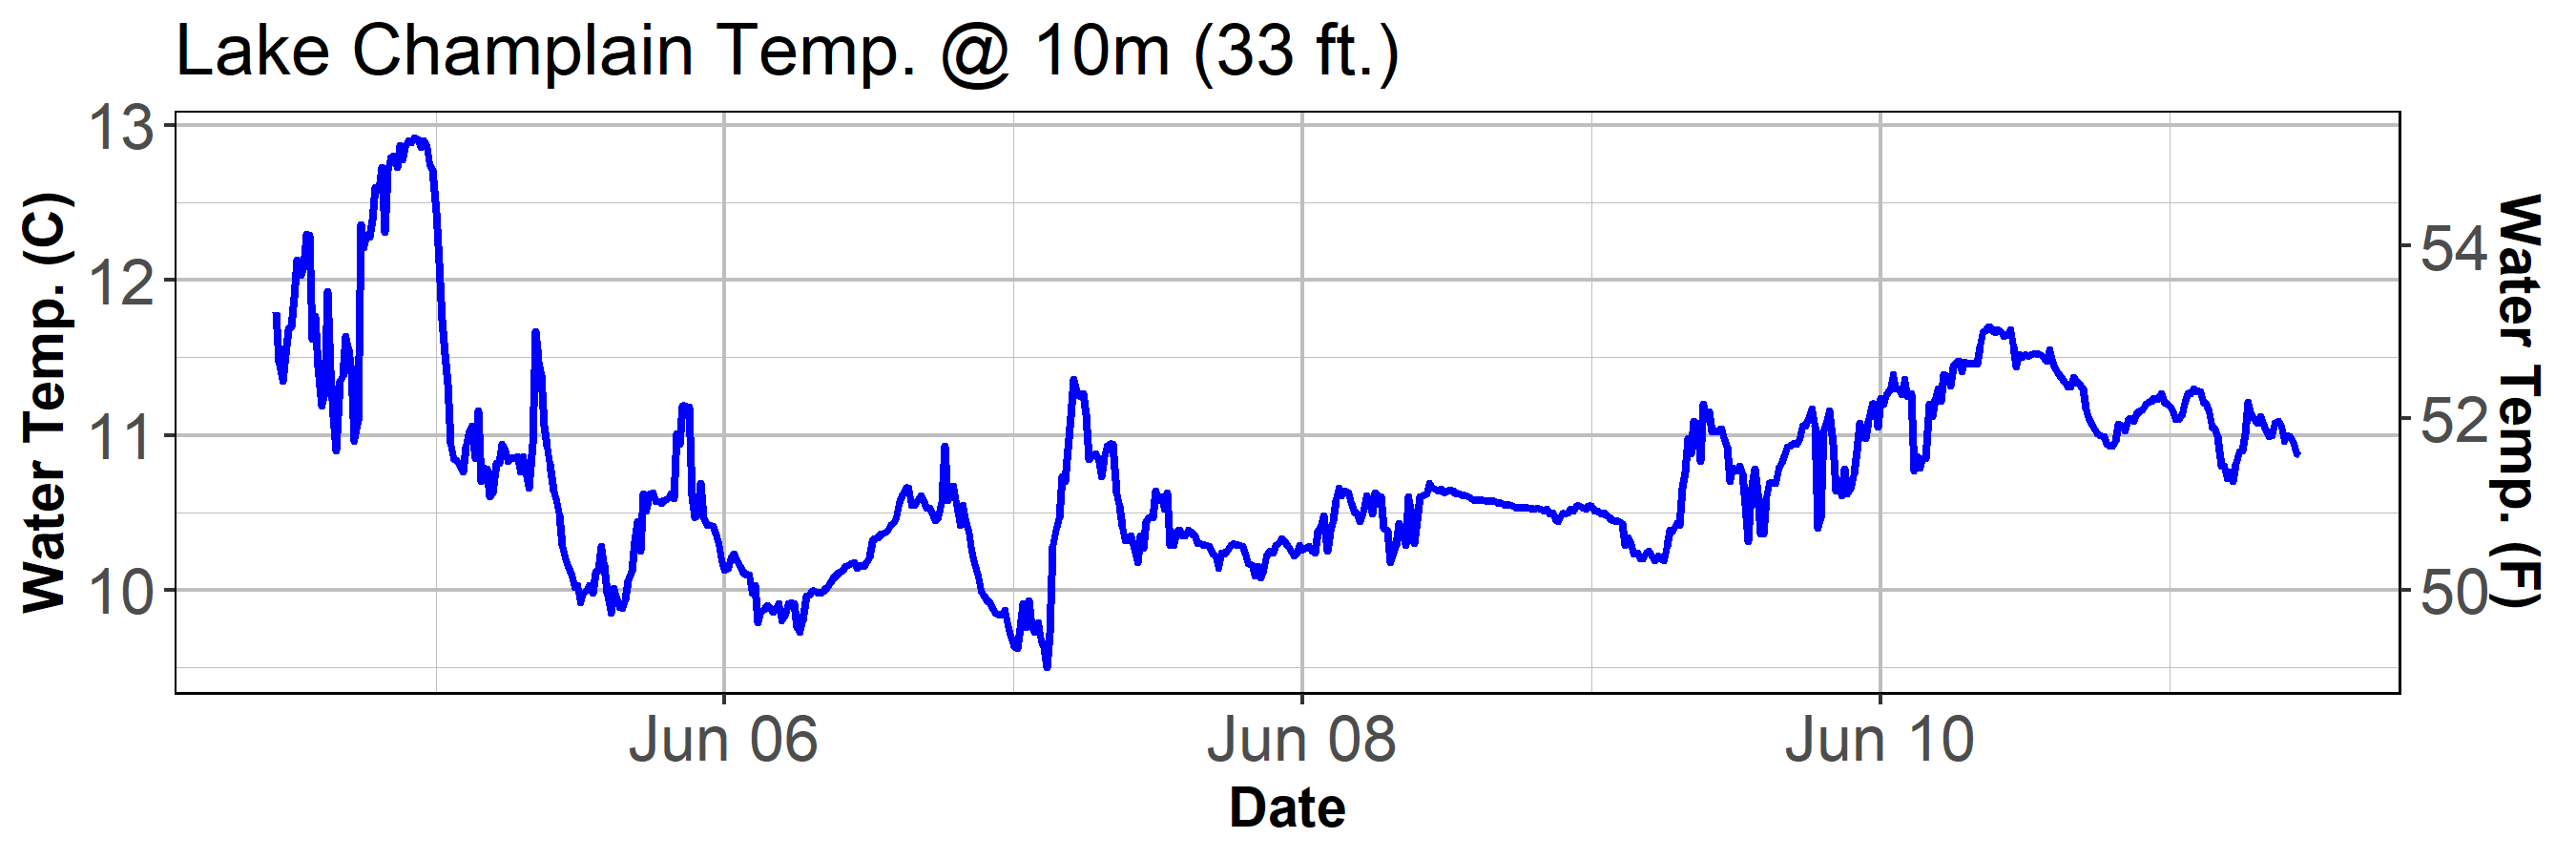 Lake Champlain Temp. @ 10m (33 ft.)
13
12
11
10
Water Temp. (C)
54
52
50
Water Temp. (F)
Jun 06 Jun 08 Jun 10
Date